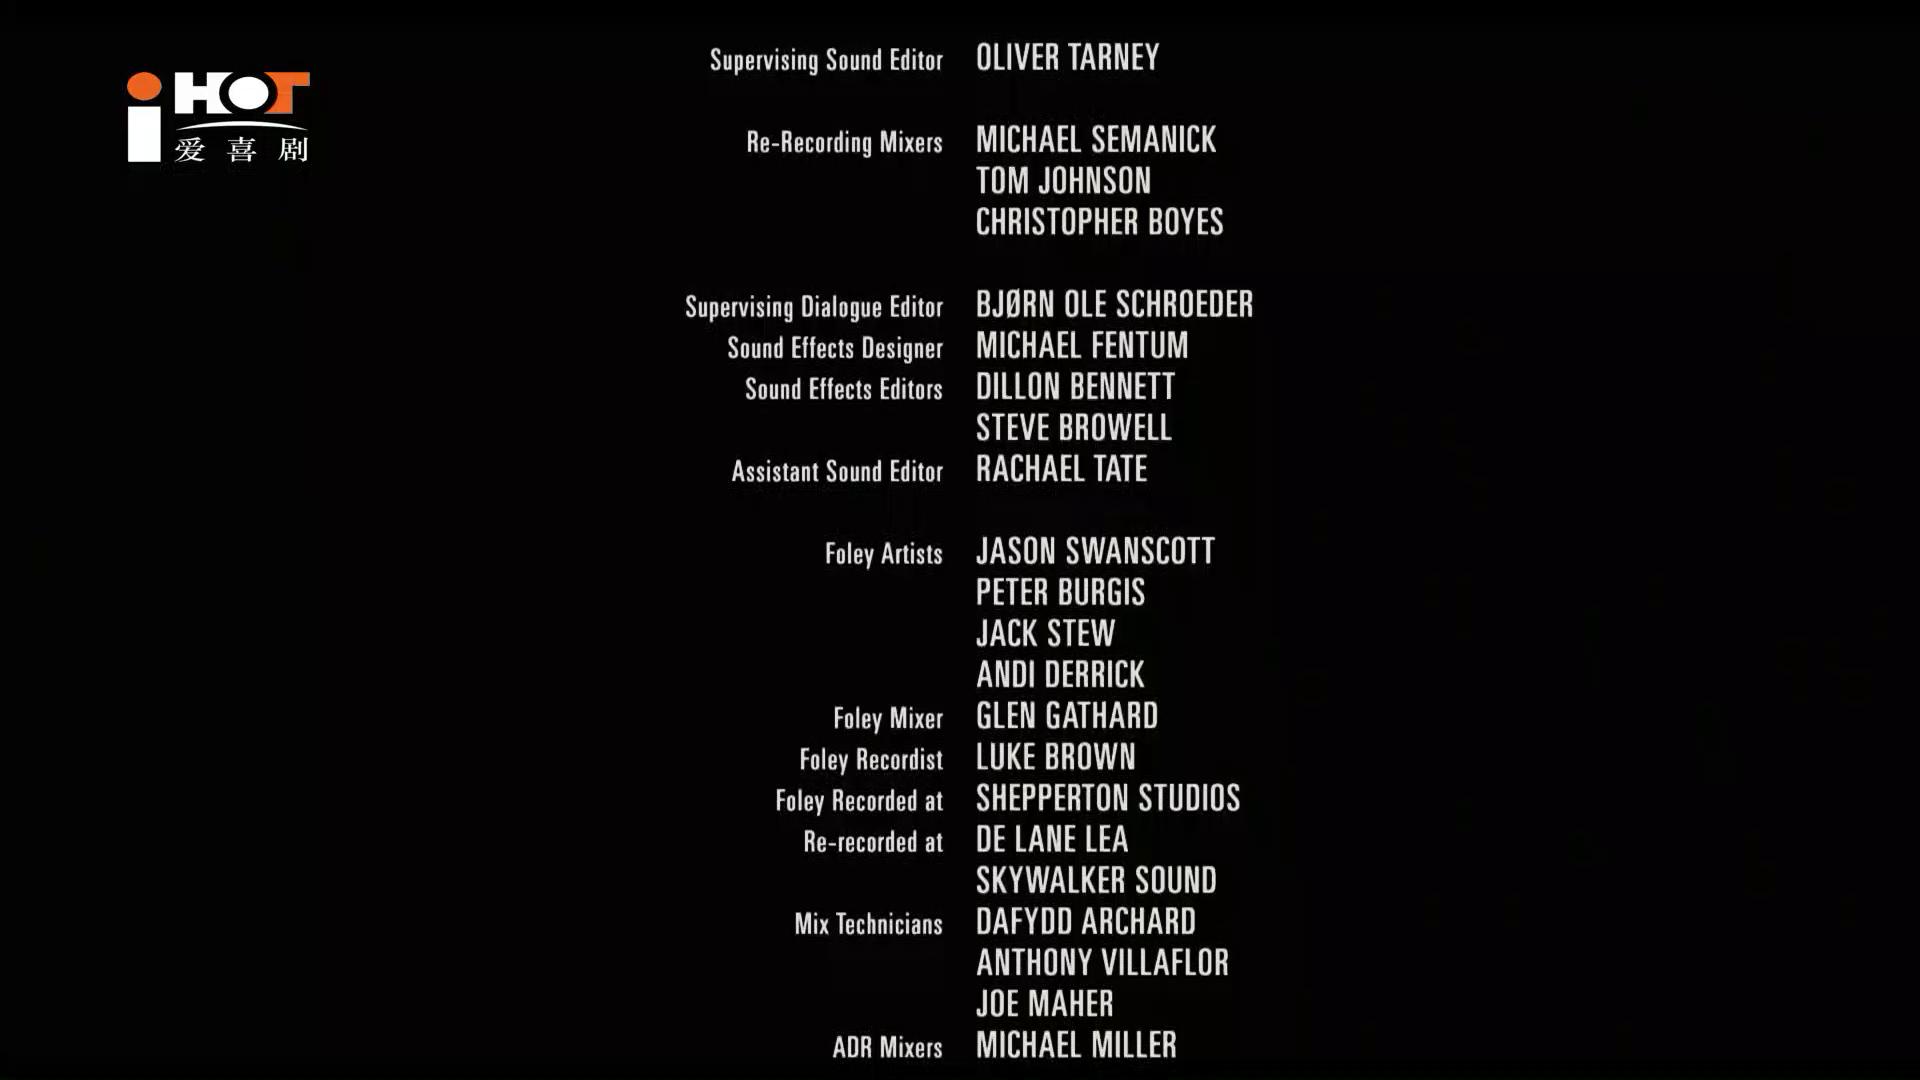 iHOT
爱喜剧
Supervising Sound Editor OLIVER TARNEY
Re-Recording Mixers MICHAEL SEMANICK
TOM JOHNSON
CHRISTOPHER BOYES
Supervising Dialogue Editor BJØRN OLE SCHROEDER
Sound Effects Designer MICHAEL FENTUM
Sound Effects Editors DILLON BENNETT
STEVE BROWELL
Assistant Sound Editor RACHAEL TATE
Foley Artists JASON SWANSCOTT
PETER BURGIS
JACK STEW
ANDI DERRICK
Foley Mixer GLEN GATHARD
Foley Recordist LUKE BROWN
Foley Recorded at SHEPPERTON STUDIOS
Re-recorded at DE LANE LEA
SKYWALKER SOUND
Mix Technicians DAFYDD ARCHARD
ANTHONY VILLAFLOR
JOE MAHER
ADR Mixers MICHAEL MILLER